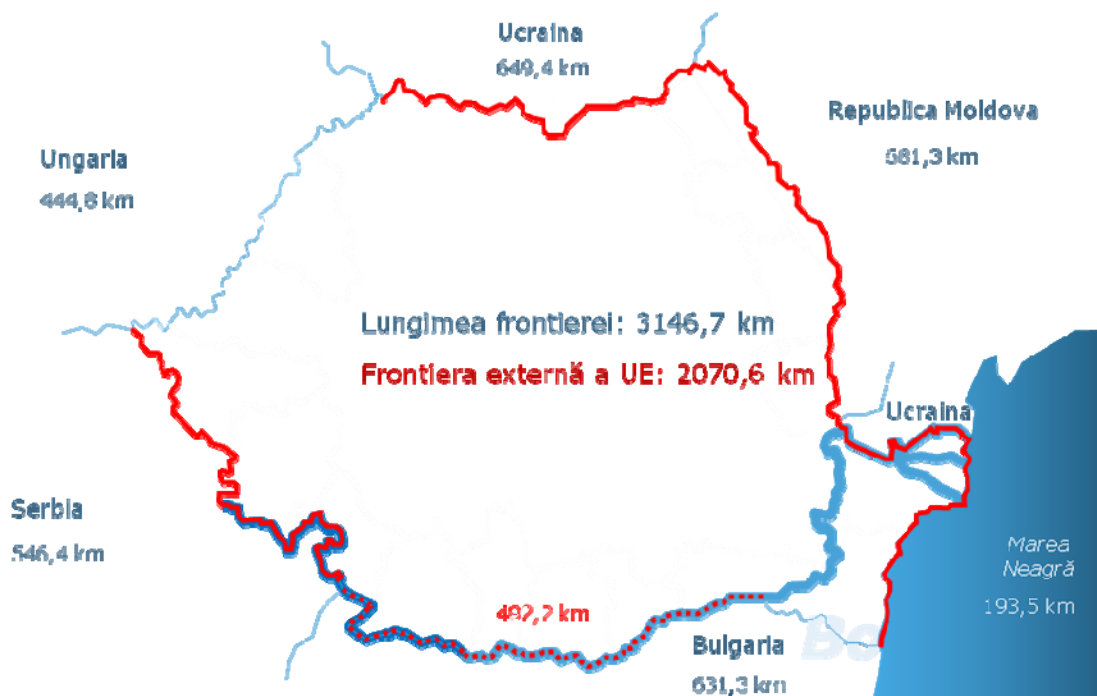 Ucraina
649,4 km
Republica Moldova
681,3 km
Ungaria
444,8 km
Lungimea frontierei: 3146,7 km
Frontiera externă a UE: 2070,6 km
Ucraina
Serbia
546,4 km
Marea
Neagră
193,5 km
km
Bulgaria
631,3 km